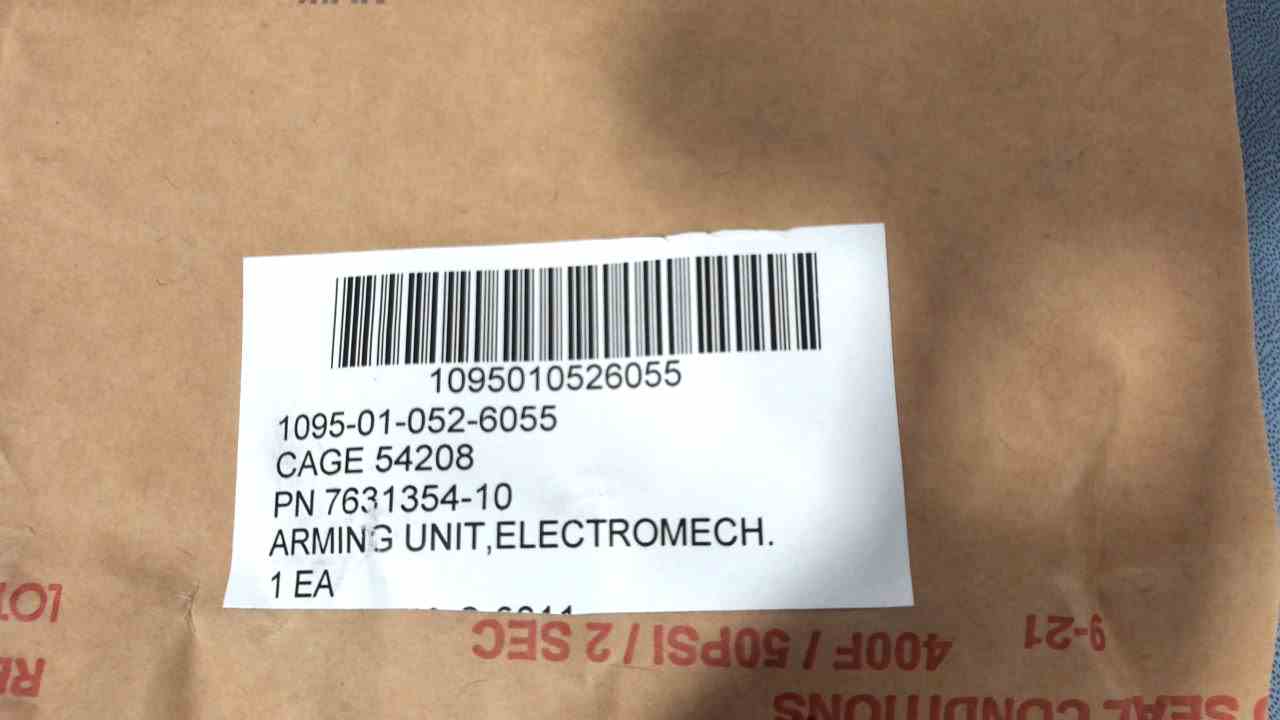 1095010526055
1095-01-052-6055
CAGE 54208
PN 7631354-10
ARMING UNIT,ELECTROMECH.
1 EA
9-21
400F / 50PSI / 2 SEC
SEAL CONDITIONS